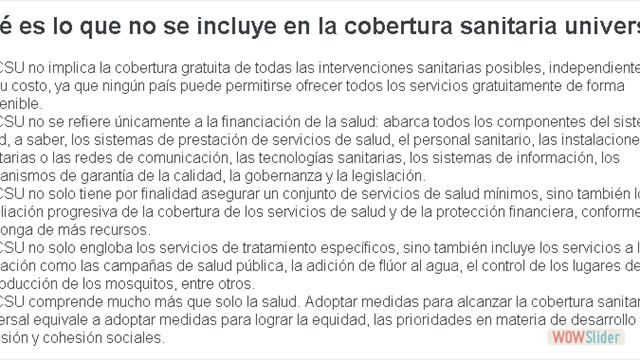 é es lo que no se incluye en la cobertura sanitaria univers
CSU no implica la cobertura gratuita de todas las intervenciones sanitarias posibles, independiente
u costo, ya que ningún país puede permitirse ofrecer todos los servicios gratuitamente de forma
enible.
CSU no se refiere únicamente a la financiación de la salud: abarca todos los componentes del siste
d, a saber, los sistemas de prestación de servicios de salud, el personal sanitario, las instalacione
tarias o las redes de comunicación, las tecnologías sanitarias, los sistemas de información, los
anismos de garantía de la calidad, la gobernanza y la legislación.
CSU no solo tiene por finalidad asegurar un conjunto de servicios de salud mínimos, sino también l
liación progresiva de la cobertura de los servicios de salud y de la protección financiera, conforme
onga de más recursos.
CSU no solo engloba los servicios de tratamiento específicos, sino también incluye los servicios a l
ación como las campañas de salud pública, la adición de flúor al agua, el control de los lugares de
oducción de los mosquitos, entre otros.
CSU comprende mucho más que solo la salud. Adoptar medidas para alcanzar la cobertura sanitar
ersal equivale a adoptar medidas para lograr la equidad, las prioridades en materia de desarrollo
sión y cohesión sociales.
WOWSlider